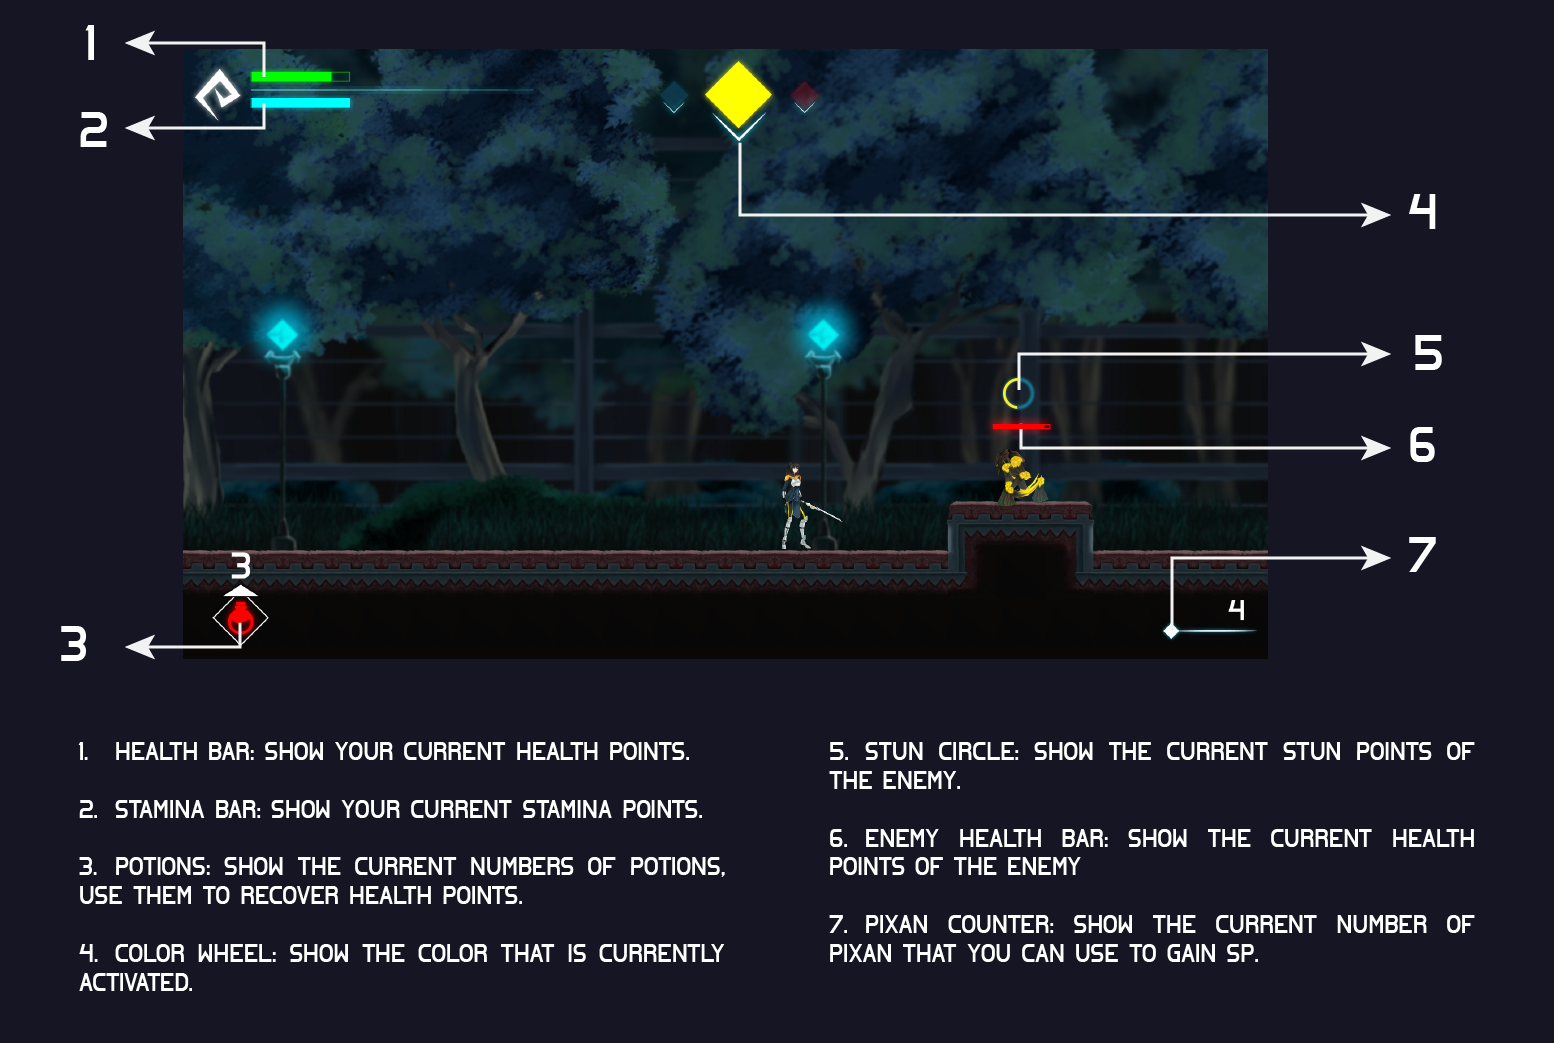 1
2
4
5
6
7
3
4
3
1. HEALTH BAR: SHOW YOUR CURRENT HEALTH POINTS.
2. STAMINA BAR: SHOW YOUR CURRENT STAMINA POINTS.
3. POTIONS: SHOW THE CURRENT NUMBERS OF POTIONS,
USE THEM TO RECOVER HEALTH POINTS.
4. COLOR WHEEL: SHOW THE COLOR THAT IS CURRENTLY
ACTIVATED.
5. STUN CIRCLE: SHOW THE CURRENT STUN POINTS OF
THE ENEMY.
6. ENEMY HEALTH BAR: SHOW THE CURRENT HEALTH
POINTS OF THE ENEMY
7. PIXAN COUNTER: SHOW THE CURRENT NUMBER OF
PIXAN THAT YOU CAN USE TO GAIN SP.